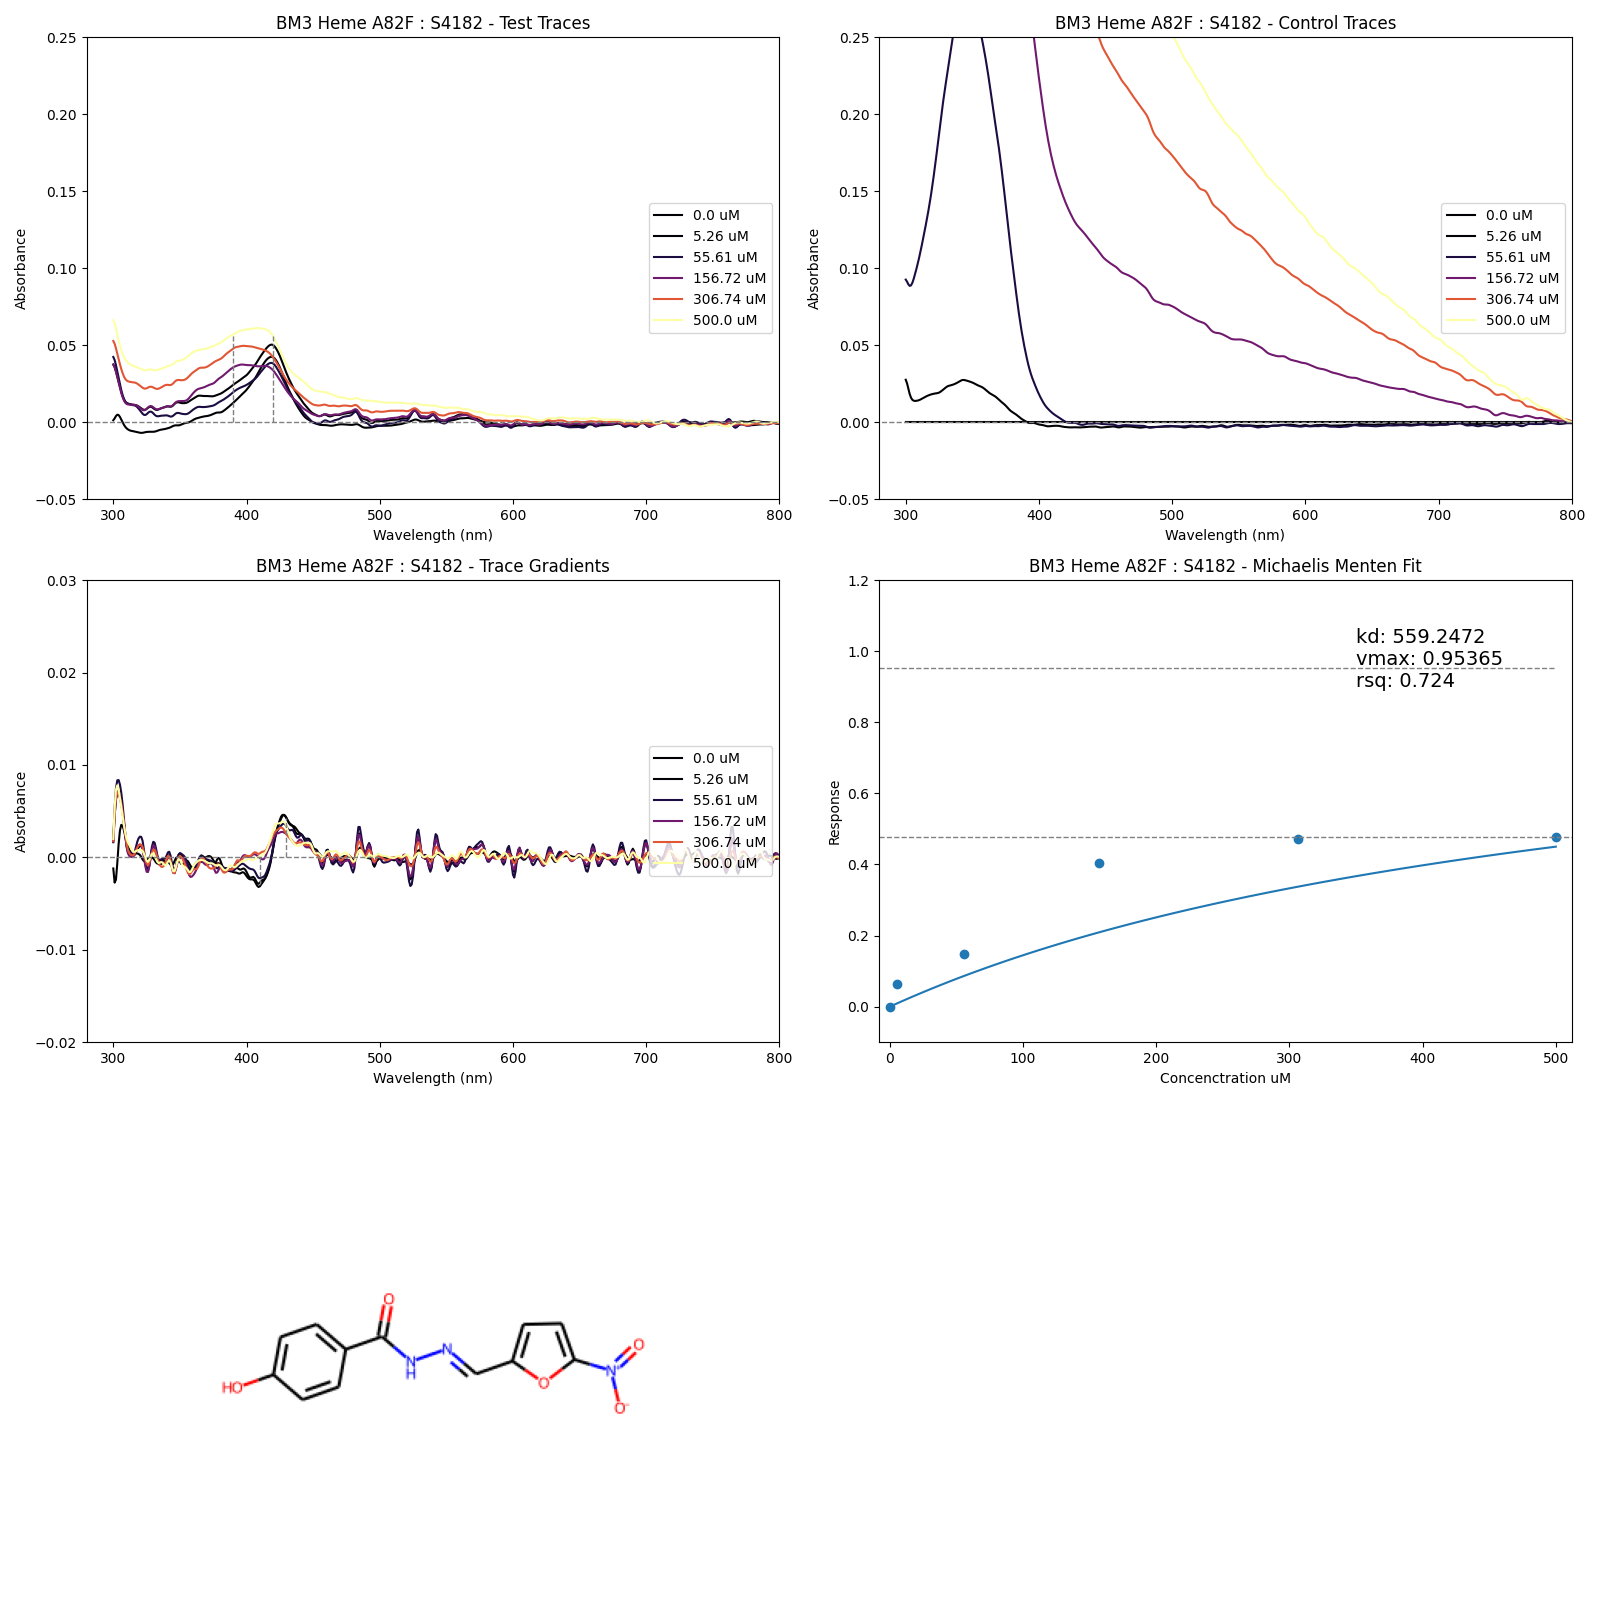 BM3 Heme A82F : S4182 - Test Traces
0.25
0.20
0.15
0.10
0.05
0.00
−0.05
Absorbance
300 400 500 600 700 800
Wavelength (nm)
0.0 uM
5.26 uM
55.61 uM
156.72 uM
306.74 uM
500.0 uM
BM3 Heme A82F : S4182 - Control Traces
0.25
0.20
0.15
0.10
0.05
0.00
−0.05
Absorbance
300 400 500 600 700 800
Wavelength (nm)
0.0 uM
5.26 uM
55.61 uM
156.72 uM
306.74 uM
500.0 uM
BM3 Heme A82F : S4182 - Trace Gradients
0.03
0.02
0.01
0.00
−0.01
−0.02
Absorbance
300 400 500 600 700 800
Wavelength (nm)
0.0 uM
5.26 uM
55.61 uM
156.72 uM
306.74 uM
500.0 uM
BM3 Heme A82F : S4182 - Michaelis Menten Fit
1.2
1.0
0.8
0.6
0.4
0.2
0.0
Response
0 100 200 300 400 500
Concenctration uM
kd: 559.2472
vmax: 0.95365
rsq: 0.724
O
HO
N
H
N
O
N+
O
O-